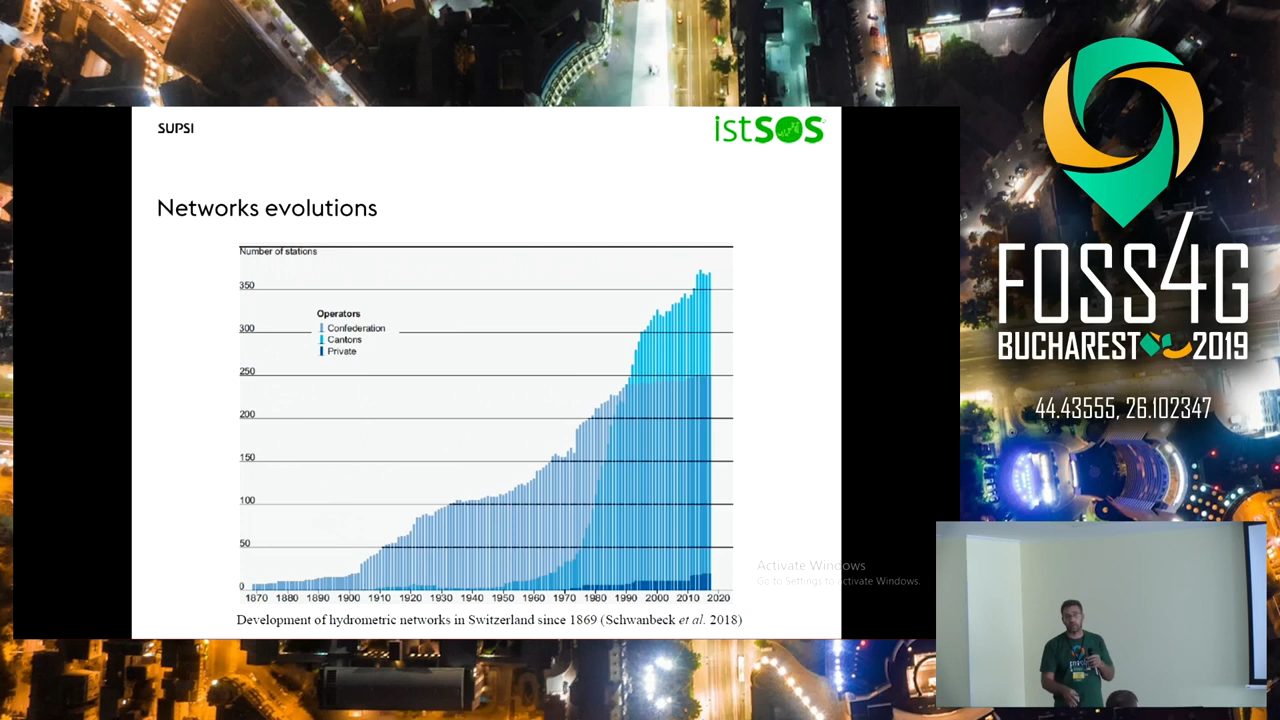 SUPSI
istSOS
Networks evolutions
Number of stations
350
300
250
200
150
100
50
0
Operators
Confederation
Cantons
Private
1870 1880 1890 1900 1910 1920 1930 1940 1950 1960 1970 1980 1990 2000 2010 2020
Development of hydrometric networks in Switzerland since 1869 (Schwanbeck et al. 2018)
Activate Windows
Go to Settings to activate Windows.
FOSS4G
BUCHAREST 2019
44.43555, 26.102347